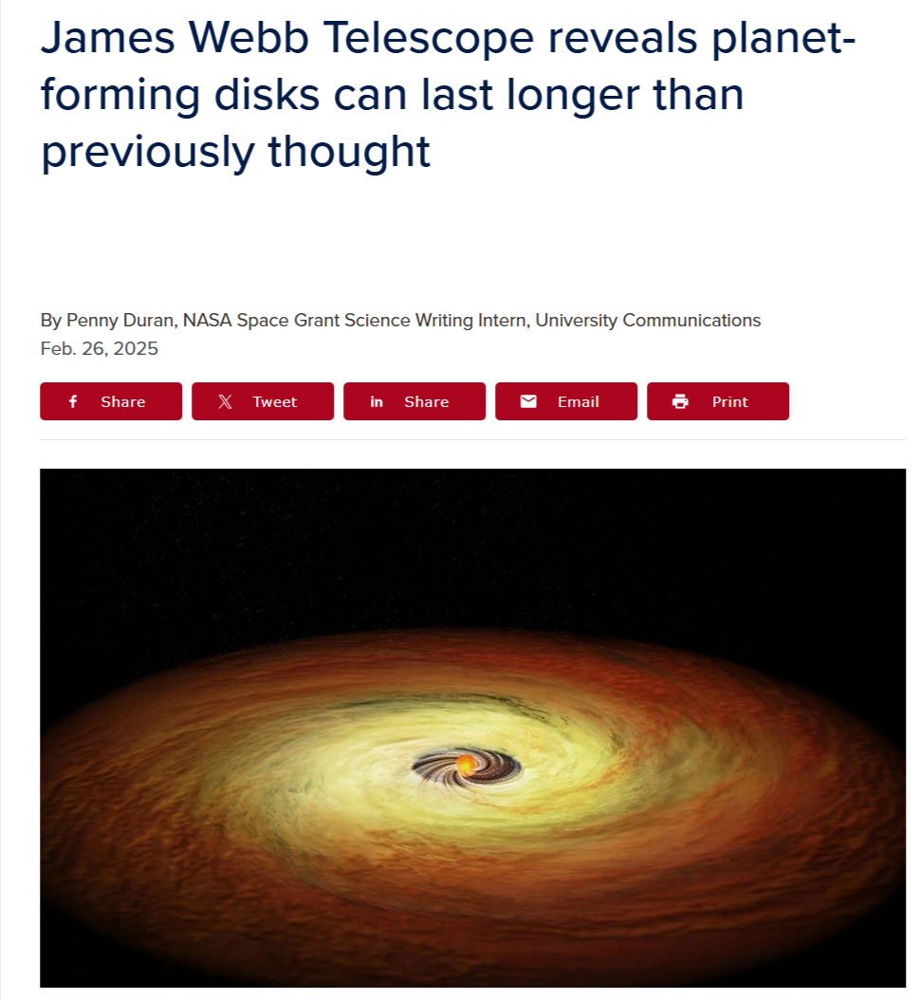 James Webb Telescope reveals planet-
forming disks can last longer than
previously thought
By Penny Duran, NASA Space Grant Science Writing Intern, University Communications
Feb. 26, 2025
Share
Tweet
Share
Email
Print